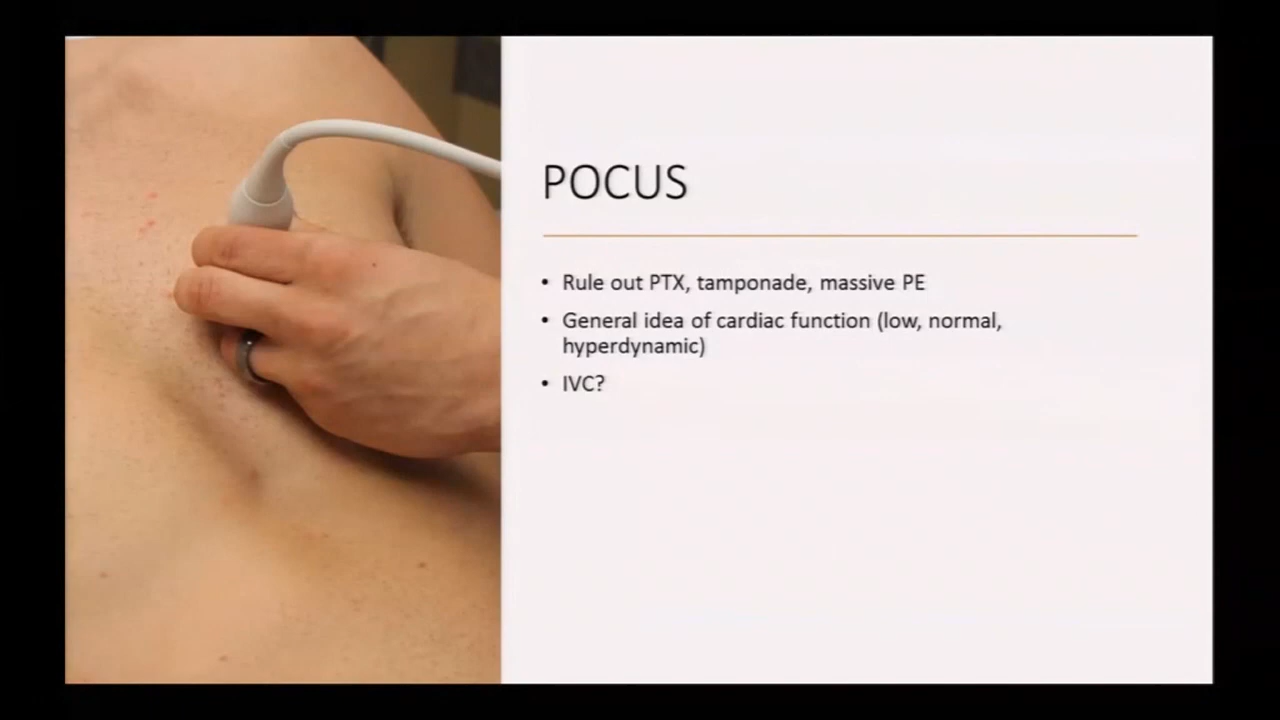 POCUS
• Rule out PTX, tamponade, massive PE
• General idea of cardiac function (low, normal,
hyperdynamic)
• IVC?